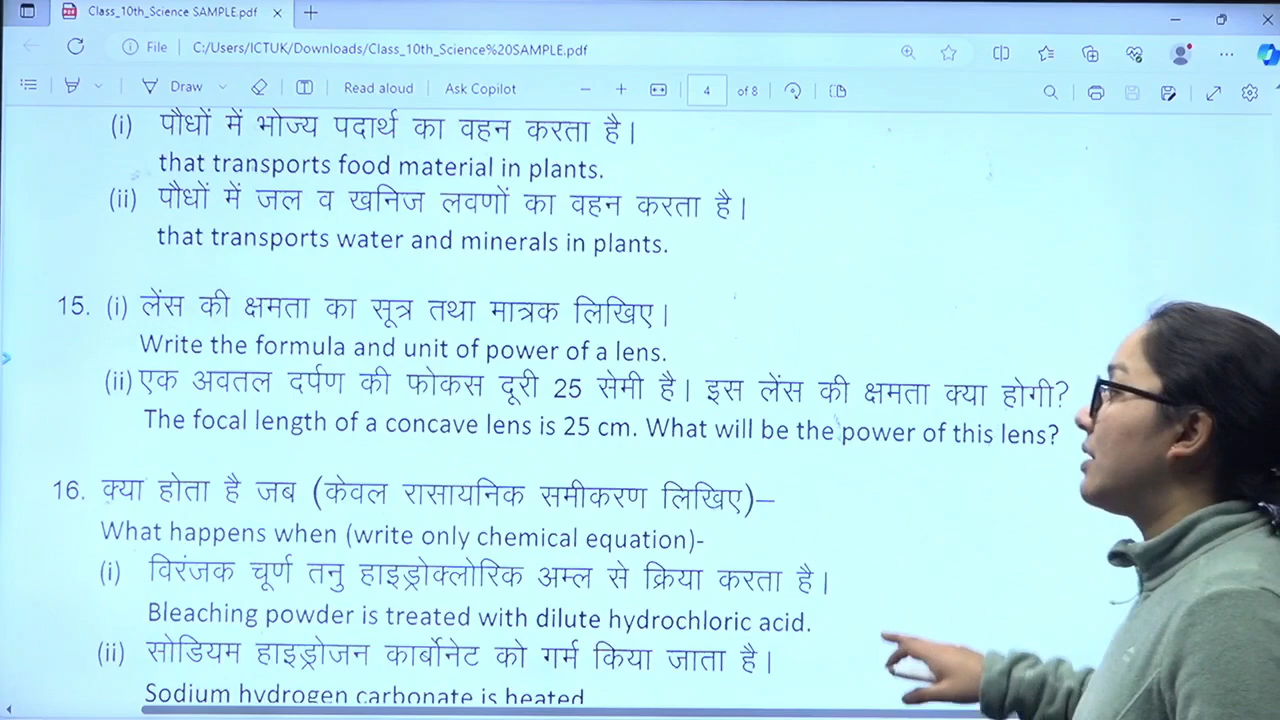 Class_10th_Science SAMPLE.pdf
File C:/Users/ICTUK/Downloads/Class_10th_Science%20SAMPLE.pdf
Draw Read aloud Ask Copilot 4 of 8
(i) पौधों में भोज्य पदार्थ का वहन करता है।
that transports food material in plants.
(ii) पौधों में जल व खनिज लवणों का वहन करता है।
that transports water and minerals in plants.
15. (i) लेंस की क्षमता का सूत्र तथा मात्रक लिखिए।
Write the formula and unit of power of a lens.
(ii) एक अवतल दर्पण की फोकस दूरी 25 सेमी है। इस लेंस की क्षमता क्या होगी?
The focal length of a concave lens is 25 cm. What will be the power of this lens?
16. क्या होता है जब (केवल रासायनिक समीकरण लिखिए)–
What happens when (write only chemical equation)-
(i) विरंजक चूर्ण तनु हाइड्रोक्लोरिक अम्ल से क्रिया करता है।
Bleaching powder is treated with dilute hydrochloric acid.
(ii) सोडियम हाइड्रोजन कार्बोनेट को गर्म किया जाता है।
Sodium hydrogen carbonate is heated